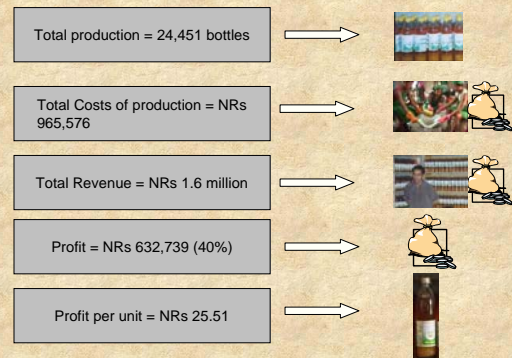 Total production = 24,451 bottles
Total Costs of production = NRs
965,576
Total Revenue = NRs 1.6 million
Profit = NRs 632,739 (40%)
Profit per unit = NRs 25.51